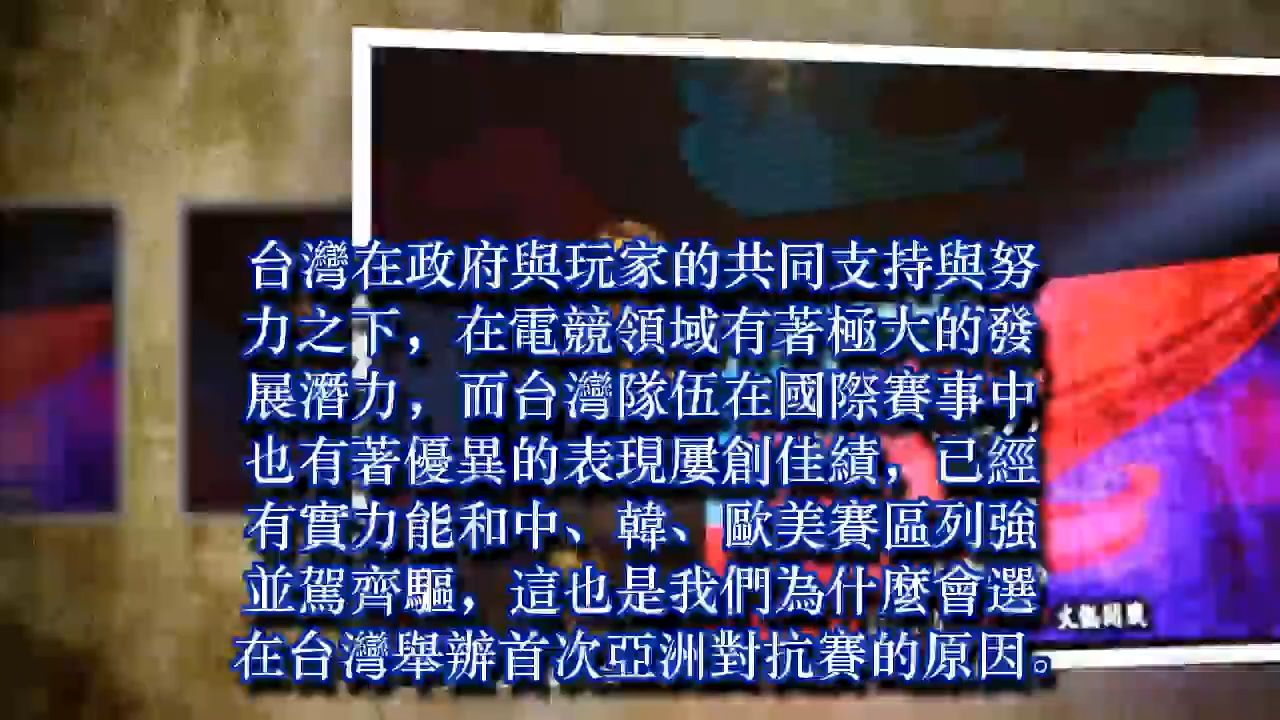 台灣在政府與玩家的共同支持與努
力之下，在電競領域有著極大的發
展潛力，而台灣隊伍在國際賽事中
也有著優異的表現屢創佳績，已經
有實力能和中、韓、歐美賽區列強
並駕齊驅，這也是我們為什麼會選
在台灣舉辦首次亞洲對抗賽的原因。